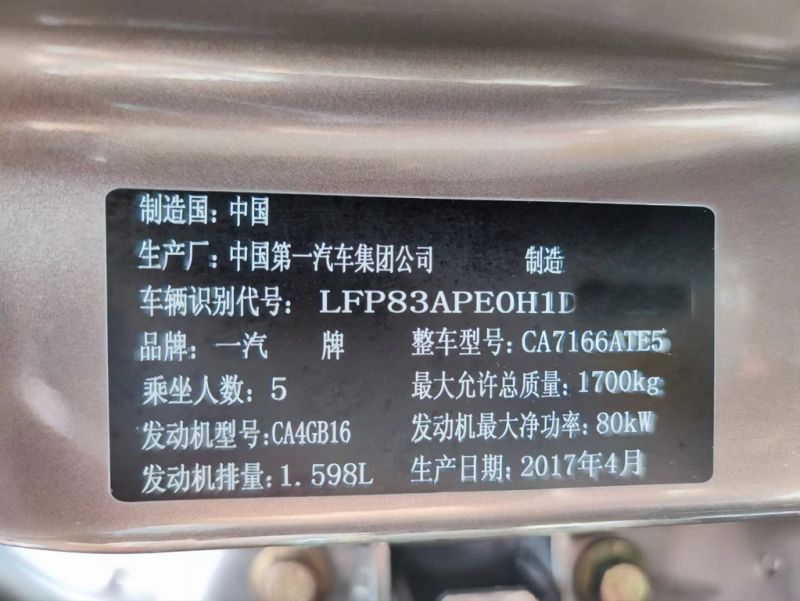 制造国：中国
生产厂：中国第一汽车集团公司 制造
车辆识别代号： LFP83APE0H1D
品牌：一汽 牌 整车型号：CA7166ATE5
乘坐人数：5 最大允许总质量：1700kg
发动机型号：CA4GB16 发动机最大净功率：80kW
发动机排量：1.598L 生产日期：2017年4月